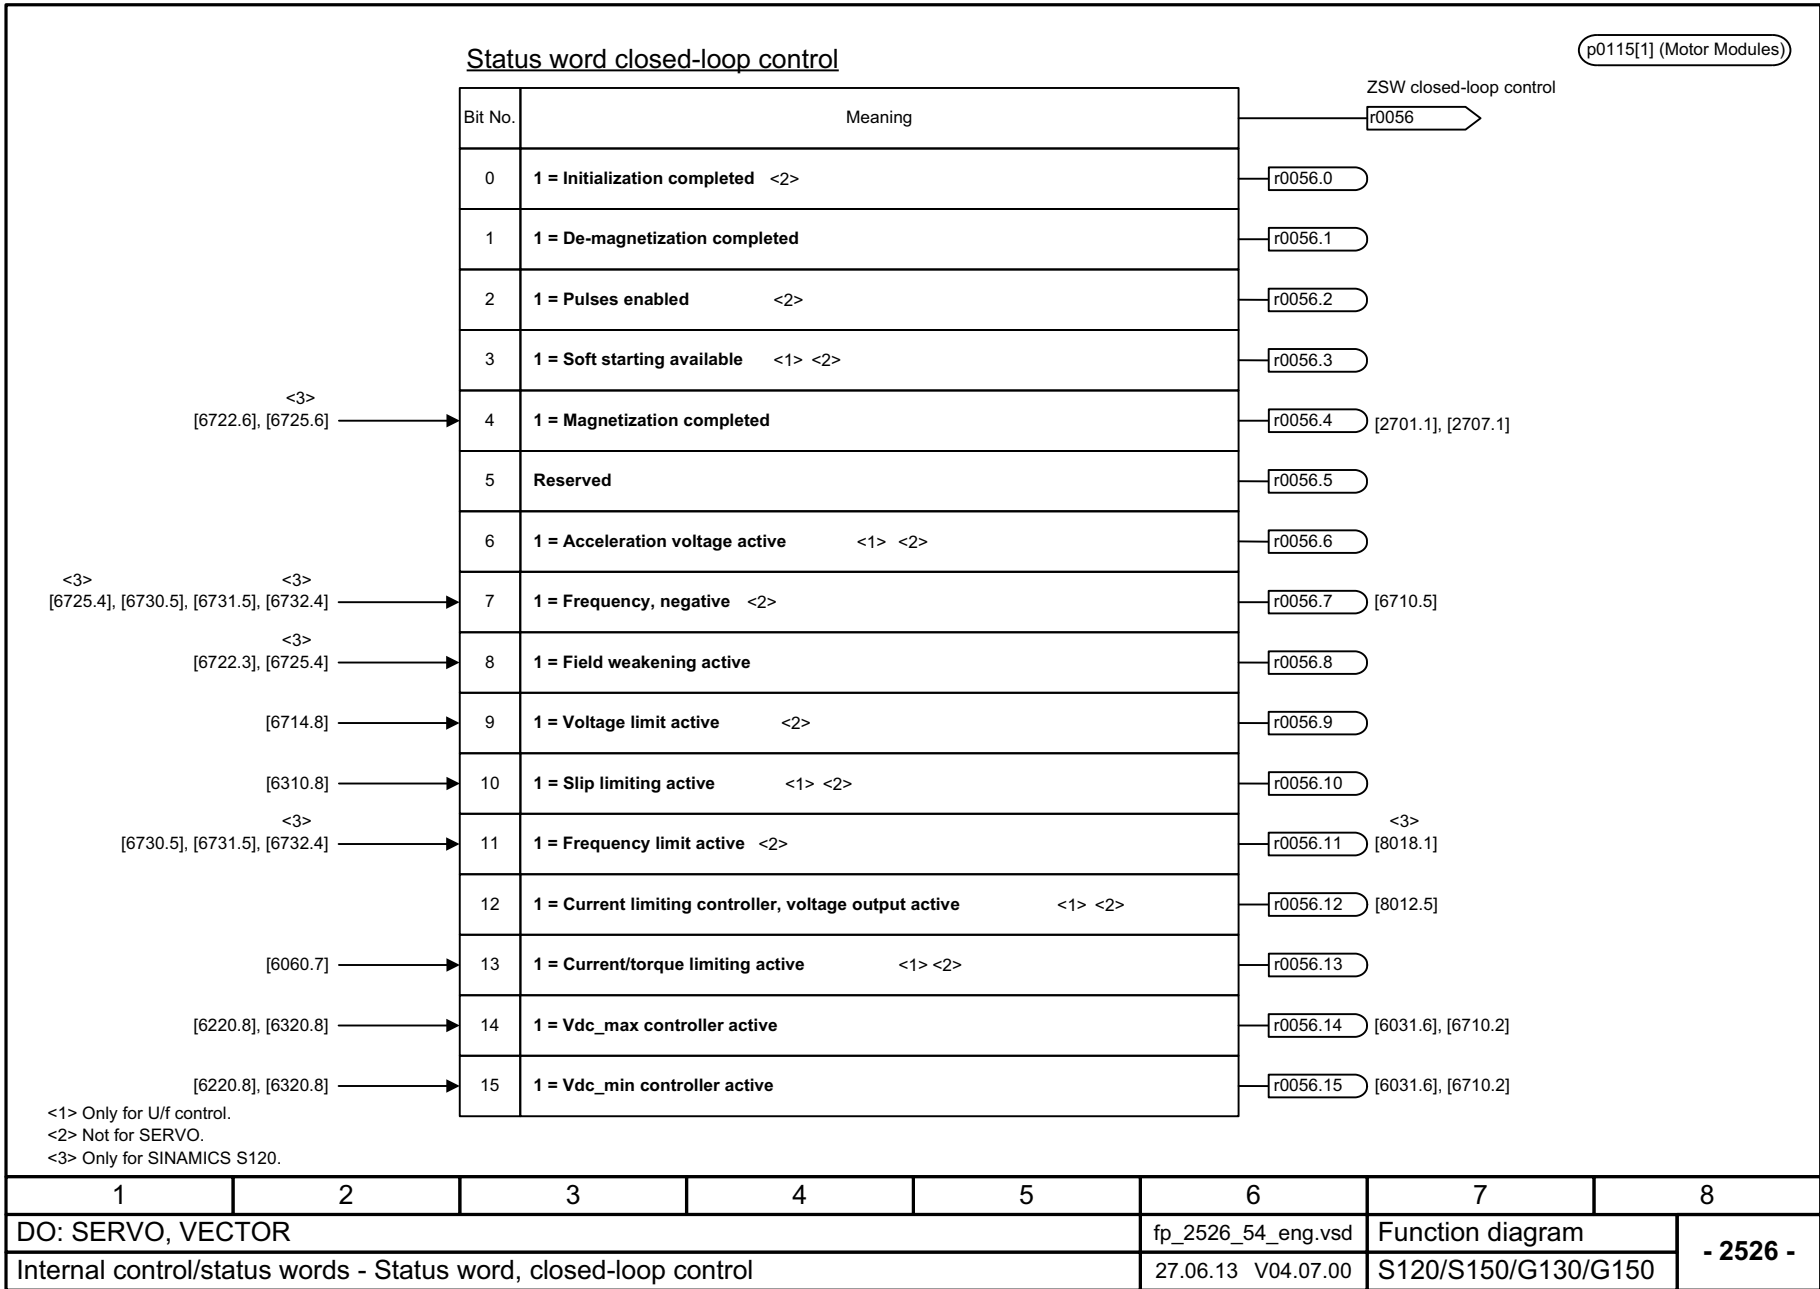 Status word closed-loop control
p0115[1] (Motor Modules)
ZSW closed-loop control
Bit No. Meaning r0056
0 1 = Initialization completed <2> r0056.0
1 1 = De-magnetization completed r0056.1
2 1 = Pulses enabled <2> r0056.2
3 1 = Soft starting available <1> <2> r0056.3
<3>
[6722.6], [6725.6] 4 1 = Magnetization completed r0056.4 [2701.1], [2707.1]
5 Reserved r0056.5
6 1 = Acceleration voltage active <1> <2> r0056.6
<3> <3>
[6725.4], [6730.5], [6731.5], [6732.4] 7 1 = Frequency, negative <2> r0056.7 [6710.5]
<3>
[6722.3], [6725.4] 8 1 = Field weakening active r0056.8
[6714.8] 9 1 = Voltage limit active <2> r0056.9
[6310.8] 10 1 = Slip limiting active <1> <2> r0056.10
<3> <3>
[6730.5], [6731.5], [6732.4] 11 1 = Frequency limit active <2> r0056.11 [8018.1]
12 1 = Current limiting controller, voltage output active <1> <2> r0056.12 [8012.5]
[6060.7] 13 1 = Current/torque limiting active <1> <2> r0056.13
[6220.8], [6320.8] 14 1 = Vdc_max controller active r0056.14 [6031.6], [6710.2]
[6220.8], [6320.8] 15 1 = Vdc_min controller active r0056.15 [6031.6], [6710.2]
<1> Only for U/f control.
<2> Not for SERVO.
<3> Only for SINAMICS S120.
1 2 3 4 5 6 7 8
DO: SERVO, VECTOR fp_2526_54_eng.vsd Function diagram - 2526 -
Internal control/status words - Status word, closed-loop control 27.06.13 V04.07.00 S120/S150/G130/G150